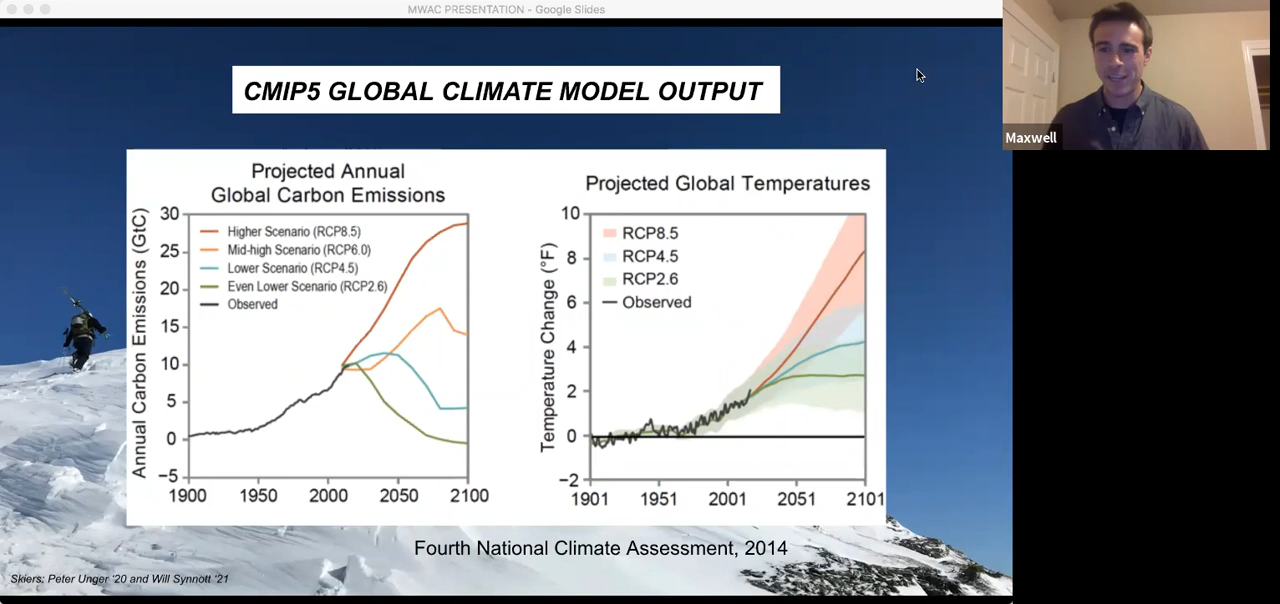 MWAC PRESENTATION - Google Slides
Maxwell
CMIP5 GLOBAL CLIMATE MODEL OUTPUT
Projected Annual
Global Carbon Emissions
Annual Carbon Emissions (GtC)
30
25
20
15
10
5
0
−5
Higher Scenario (RCP8.5)
Mid-high Scenario (RCP6.0)
Lower Scenario (RCP4.5)
Even Lower Scenario (RCP2.6)
Observed
1900 1950 2000 2050 2100
Projected Global Temperatures
Temperature Change (°F)
10
8
6
4
2
0
−2
RCP8.5
RCP4.5
RCP2.6
Observed
1901 1951 2001 2051 2101
Fourth National Climate Assessment, 2014
Skiers: Peter Unger '20 and Will Synnott '21